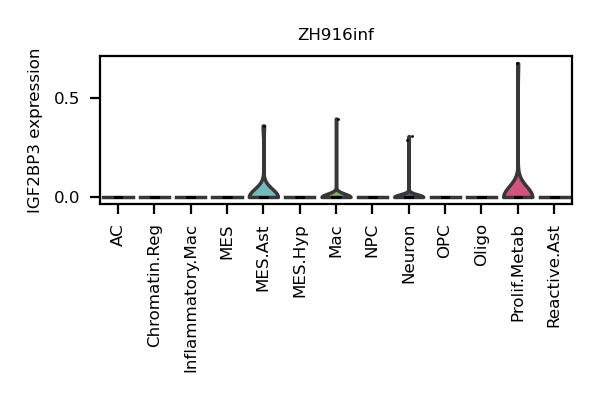 ZH916inf
IGF2BP3 expression
0.5
0.0
AC
Chromatin.Reg
Inflammatory.Mac
MES
MES.Ast
MES.Hyp
Mac
NPC
Neuron
OPC
Oligo
Prolif.Metab
Reactive.Ast